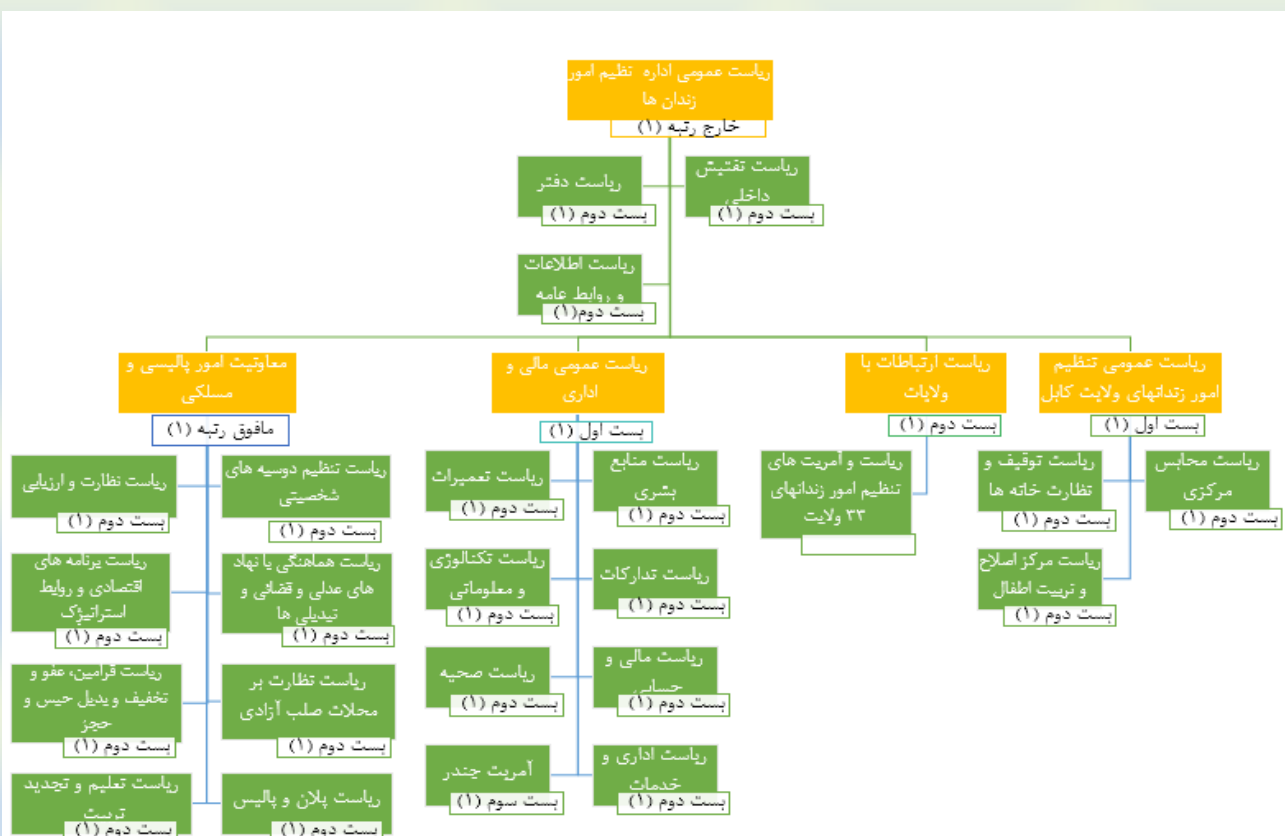 ریاست عمومی اداره تظیم امور
زندان ها
خارج رتبه (۱)
ریاست تفتیش
داخلی
بست دوم (۱)
ریاست دفتر
بست دوم (۱)
ریاست اطلاعات
و روابط عامه
بست دوم(۱)
ریاست عمومی تنظیم
امور زندانهای ولایت کابل
بست اول (۱)
ریاست محابس
مرکزی
بست دوم (۱)
ریاست توقیف و
نظارت خانه ها
بست دوم (۱)
ریاست مرکز اصلاح
و تربیت اطفال
بست دوم (۱)
ریاست ارتباطات با
ولایات
بست دوم (۱)
ریاست و آمریت های
تنظیم امور زندانهای
۳۳ ولایت
ریاست عمومی مالی و
اداری
بست اول (۱)
ریاست منابع
بشری
بست دوم (۱)
ریاست تعمیرات
بست دوم (۱)
ریاست تدارکات
بست دوم (۱)
ریاست تکنالوژی
و معلوماتی
بست دوم (۱)
ریاست مالی و
حسابی
بست دوم (۱)
ریاست صحیه
بست دوم (۱)
ریاست اداری و
خدمات
بست دوم (۱)
آمریت جندر
بست سوم (۱)
معاونیت امور پالیسی و
مسلکی
مافوق رتبه (۱)
ریاست تنظیم دوسیه های
شخصیتی
بست دوم (۱)
ریاست نظارت و ارزیابی
بست دوم (۱)
ریاست هماهنگی با نهاد
های عدلی و قضائی و
تبدیلی ها
بست دوم (۱)
ریاست برنامه های
اقتصادی و روابط
استراتیژک
بست دوم (۱)
ریاست نظارت بر
محلات صلب آزادی
بست دوم (۱)
ریاست فرامین، عفو و
تخفیف و بدیل حبس و
حجز
بست دوم (۱)
ریاست پلان و پالیس
بست دوم (۱)
ریاست تعلیم و تجدید
تربیت
بست دوم (۱)